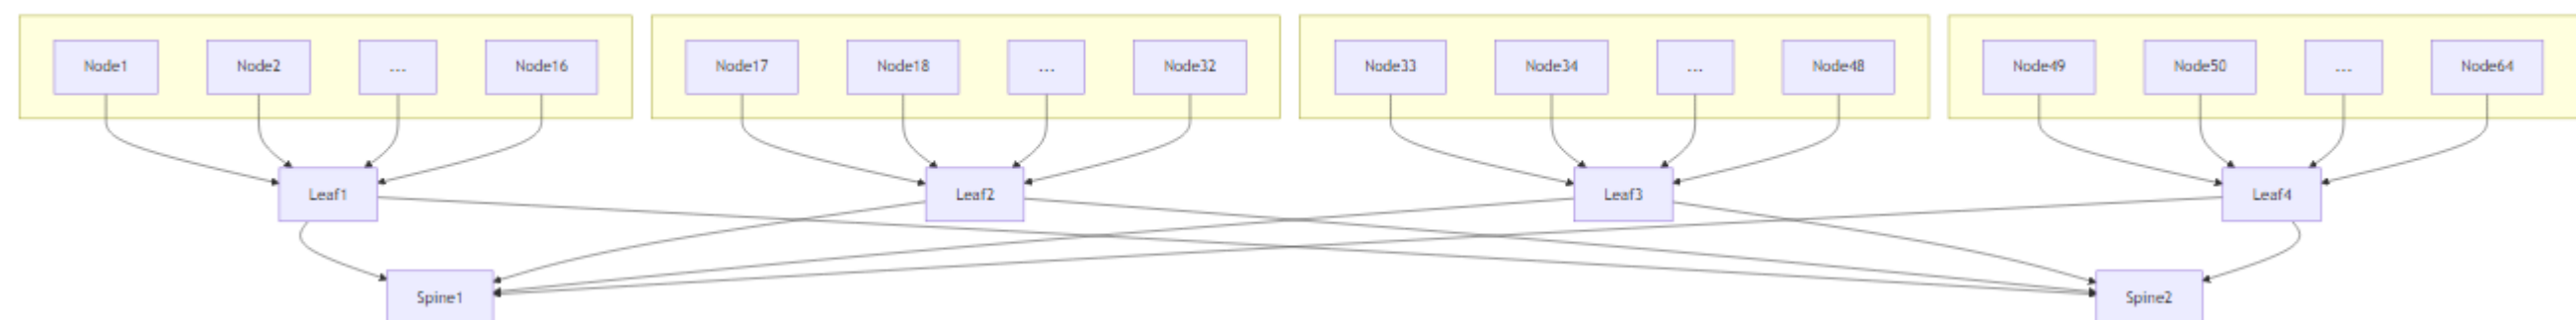 Node1 Node2 ... Node16 Node17 Node18 ... Node32 Node33 Node34 ... Node48 Node49 Node50 ... Node64
Leaf1 Leaf2 Leaf3 Leaf4
Spine1 Spine2